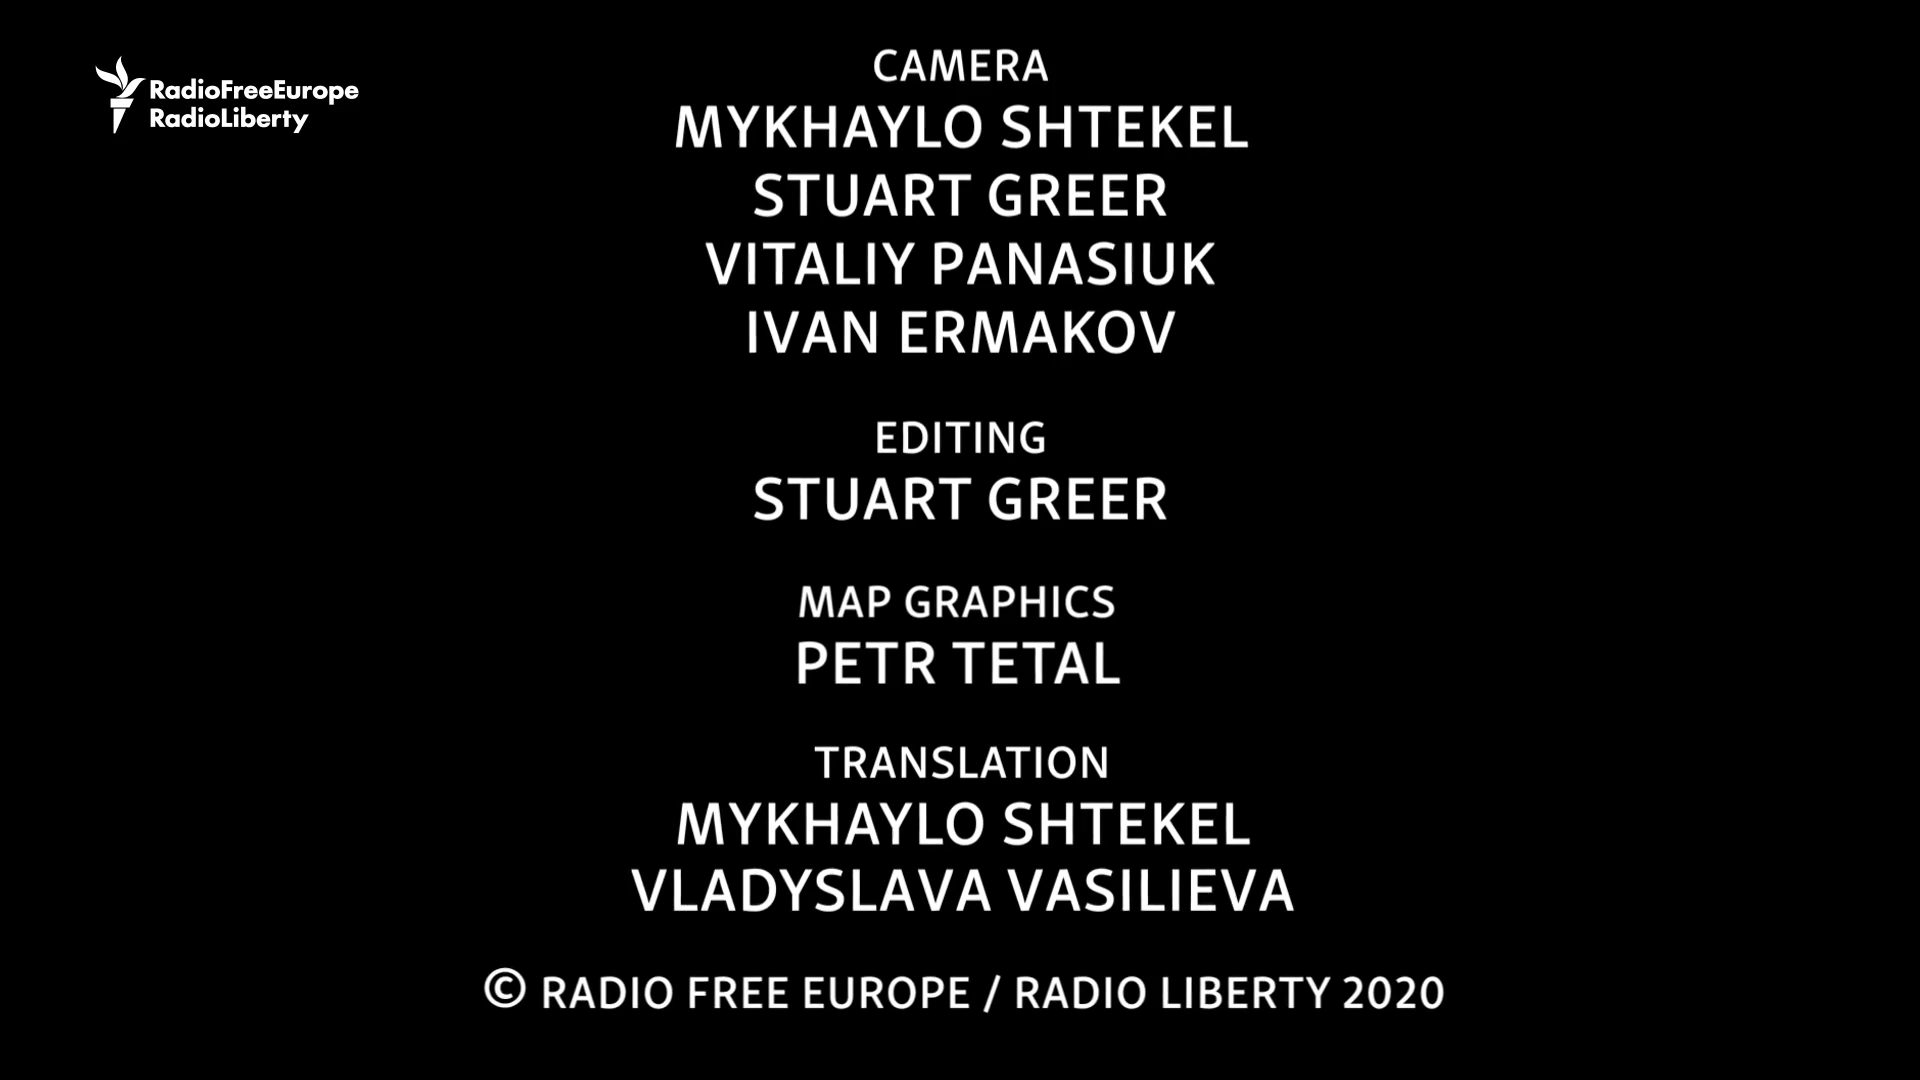 RadioFreeEurope
RadioLiberty
CAMERA
MYKHAYLO SHTEKEL
STUART GREER
VITALIY PANASIUK
IVAN ERMAKOV
EDITING
STUART GREER
MAP GRAPHICS
PETR TETAL
TRANSLATION
MYKHAYLO SHTEKEL
VLADYSLAVA VASILIEVA
© RADIO FREE EUROPE / RADIO LIBERTY 2020